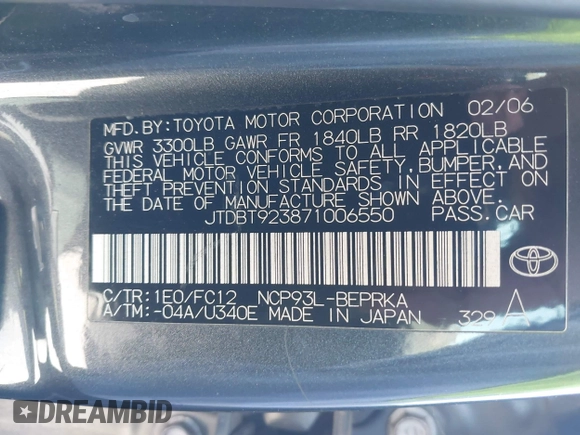 MFD.BY:TOYOTA MOTOR CORPORATION 02/06
GVWR 3300LB GAWR FR 1840LB RR 1820LB
THIS VEHICLE CONFORMS TO ALL APPLICABLE
FEDERAL MOTOR VEHICLE SAFETY,BUMPER,AND
THEFT PREVENTION STANDARDS IN EFFECT ON
THE DATE OF MANUFACTURE SHOWN ABOVE.
JTDBT923871006550 PASS.CAR
C/TR:1E0/FC12 NCP93L-BEPRKA
A/TM:-04A/U340E MADE IN JAPAN 329 A
DREAMBID